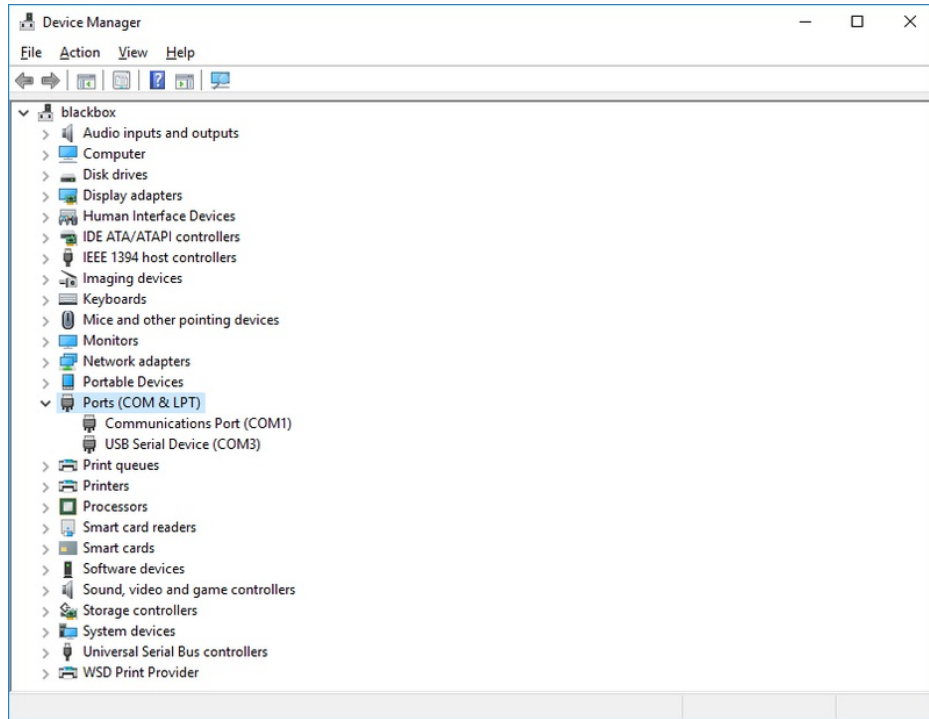 Device Manager
File Action View Help
blackbox
Audio inputs and outputs
Computer
Disk drives
Display adapters
Human Interface Devices
IDE ATA/ATAPI controllers
IEEE 1394 host controllers
Imaging devices
Keyboards
Mice and other pointing devices
Monitors
Network adapters
Portable Devices
Ports (COM & LPT)
Communications Port (COM1)
USB Serial Device (COM3)
Print queues
Printers
Processors
Smart card readers
Smart cards
Software devices
Sound, video and game controllers
Storage controllers
System devices
Universal Serial Bus controllers
WSD Print Provider